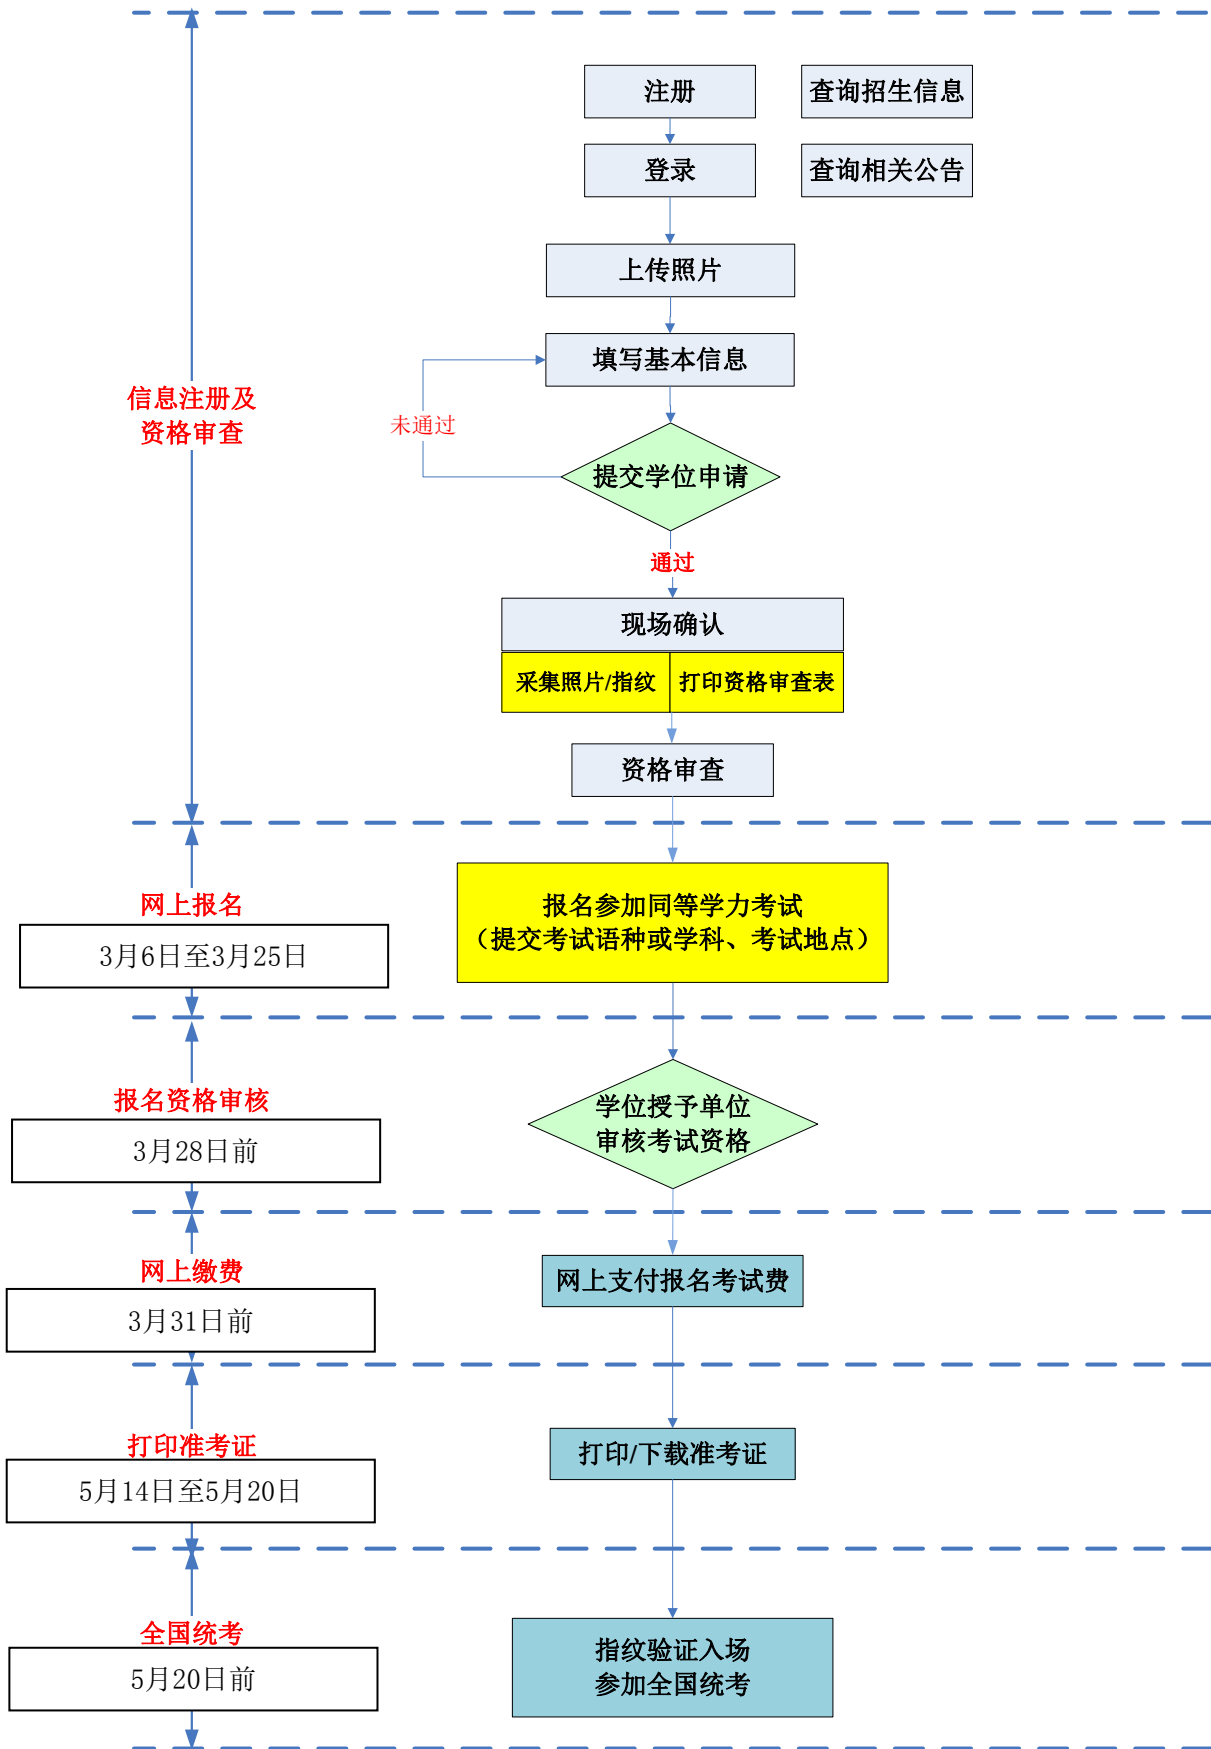 注册
查询招生信息
登录
查询相关公告
上传照片
填写基本信息
信息注册及
资格审查
未通过
提交学位申请
通过
现场确认
采集照片/指纹
打印资格审查表
资格审查
网上报名
3月6日至3月25日
报名参加同等学力考试
（提交考试语种或学科、考试地点）
报名资格审核
3月28日前
学位授予单位
审核考试资格
网上缴费
3月31日前
网上支付报名考试费
打印准考证
5月14日至5月20日
打印/下载准考证
全国统考
5月20日前
指纹验证入场
参加全国统考